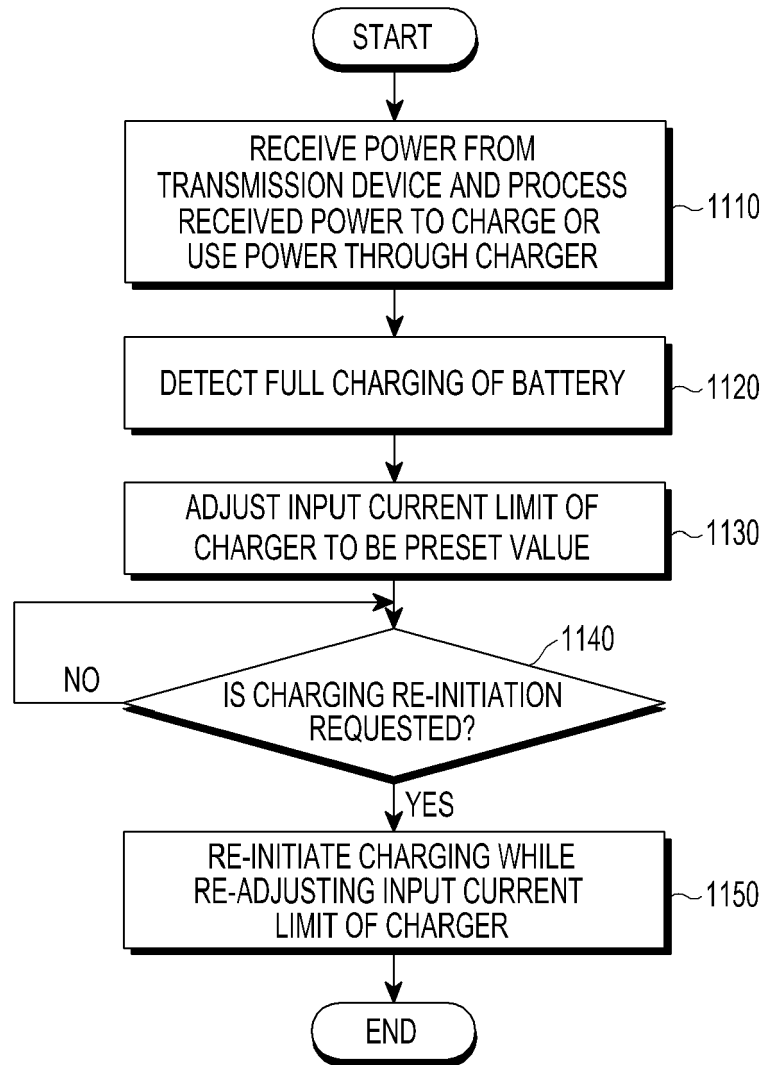 START
RECEIVE POWER FROM
TRANSMISSION DEVICE AND PROCESS
RECEIVED POWER TO CHARGE OR
USE POWER THROUGH CHARGER
1110
DETECT FULL CHARGING OF BATTERY
1120
ADJUST INPUT CURRENT LIMIT OF
CHARGER TO BE PRESET VALUE
1130
1140
NO
IS CHARGING RE-INITIATION
REQUESTED?
YES
RE-INITIATE CHARGING WHILE
RE-ADJUSTING INPUT CURRENT
LIMIT OF CHARGER
1150
END